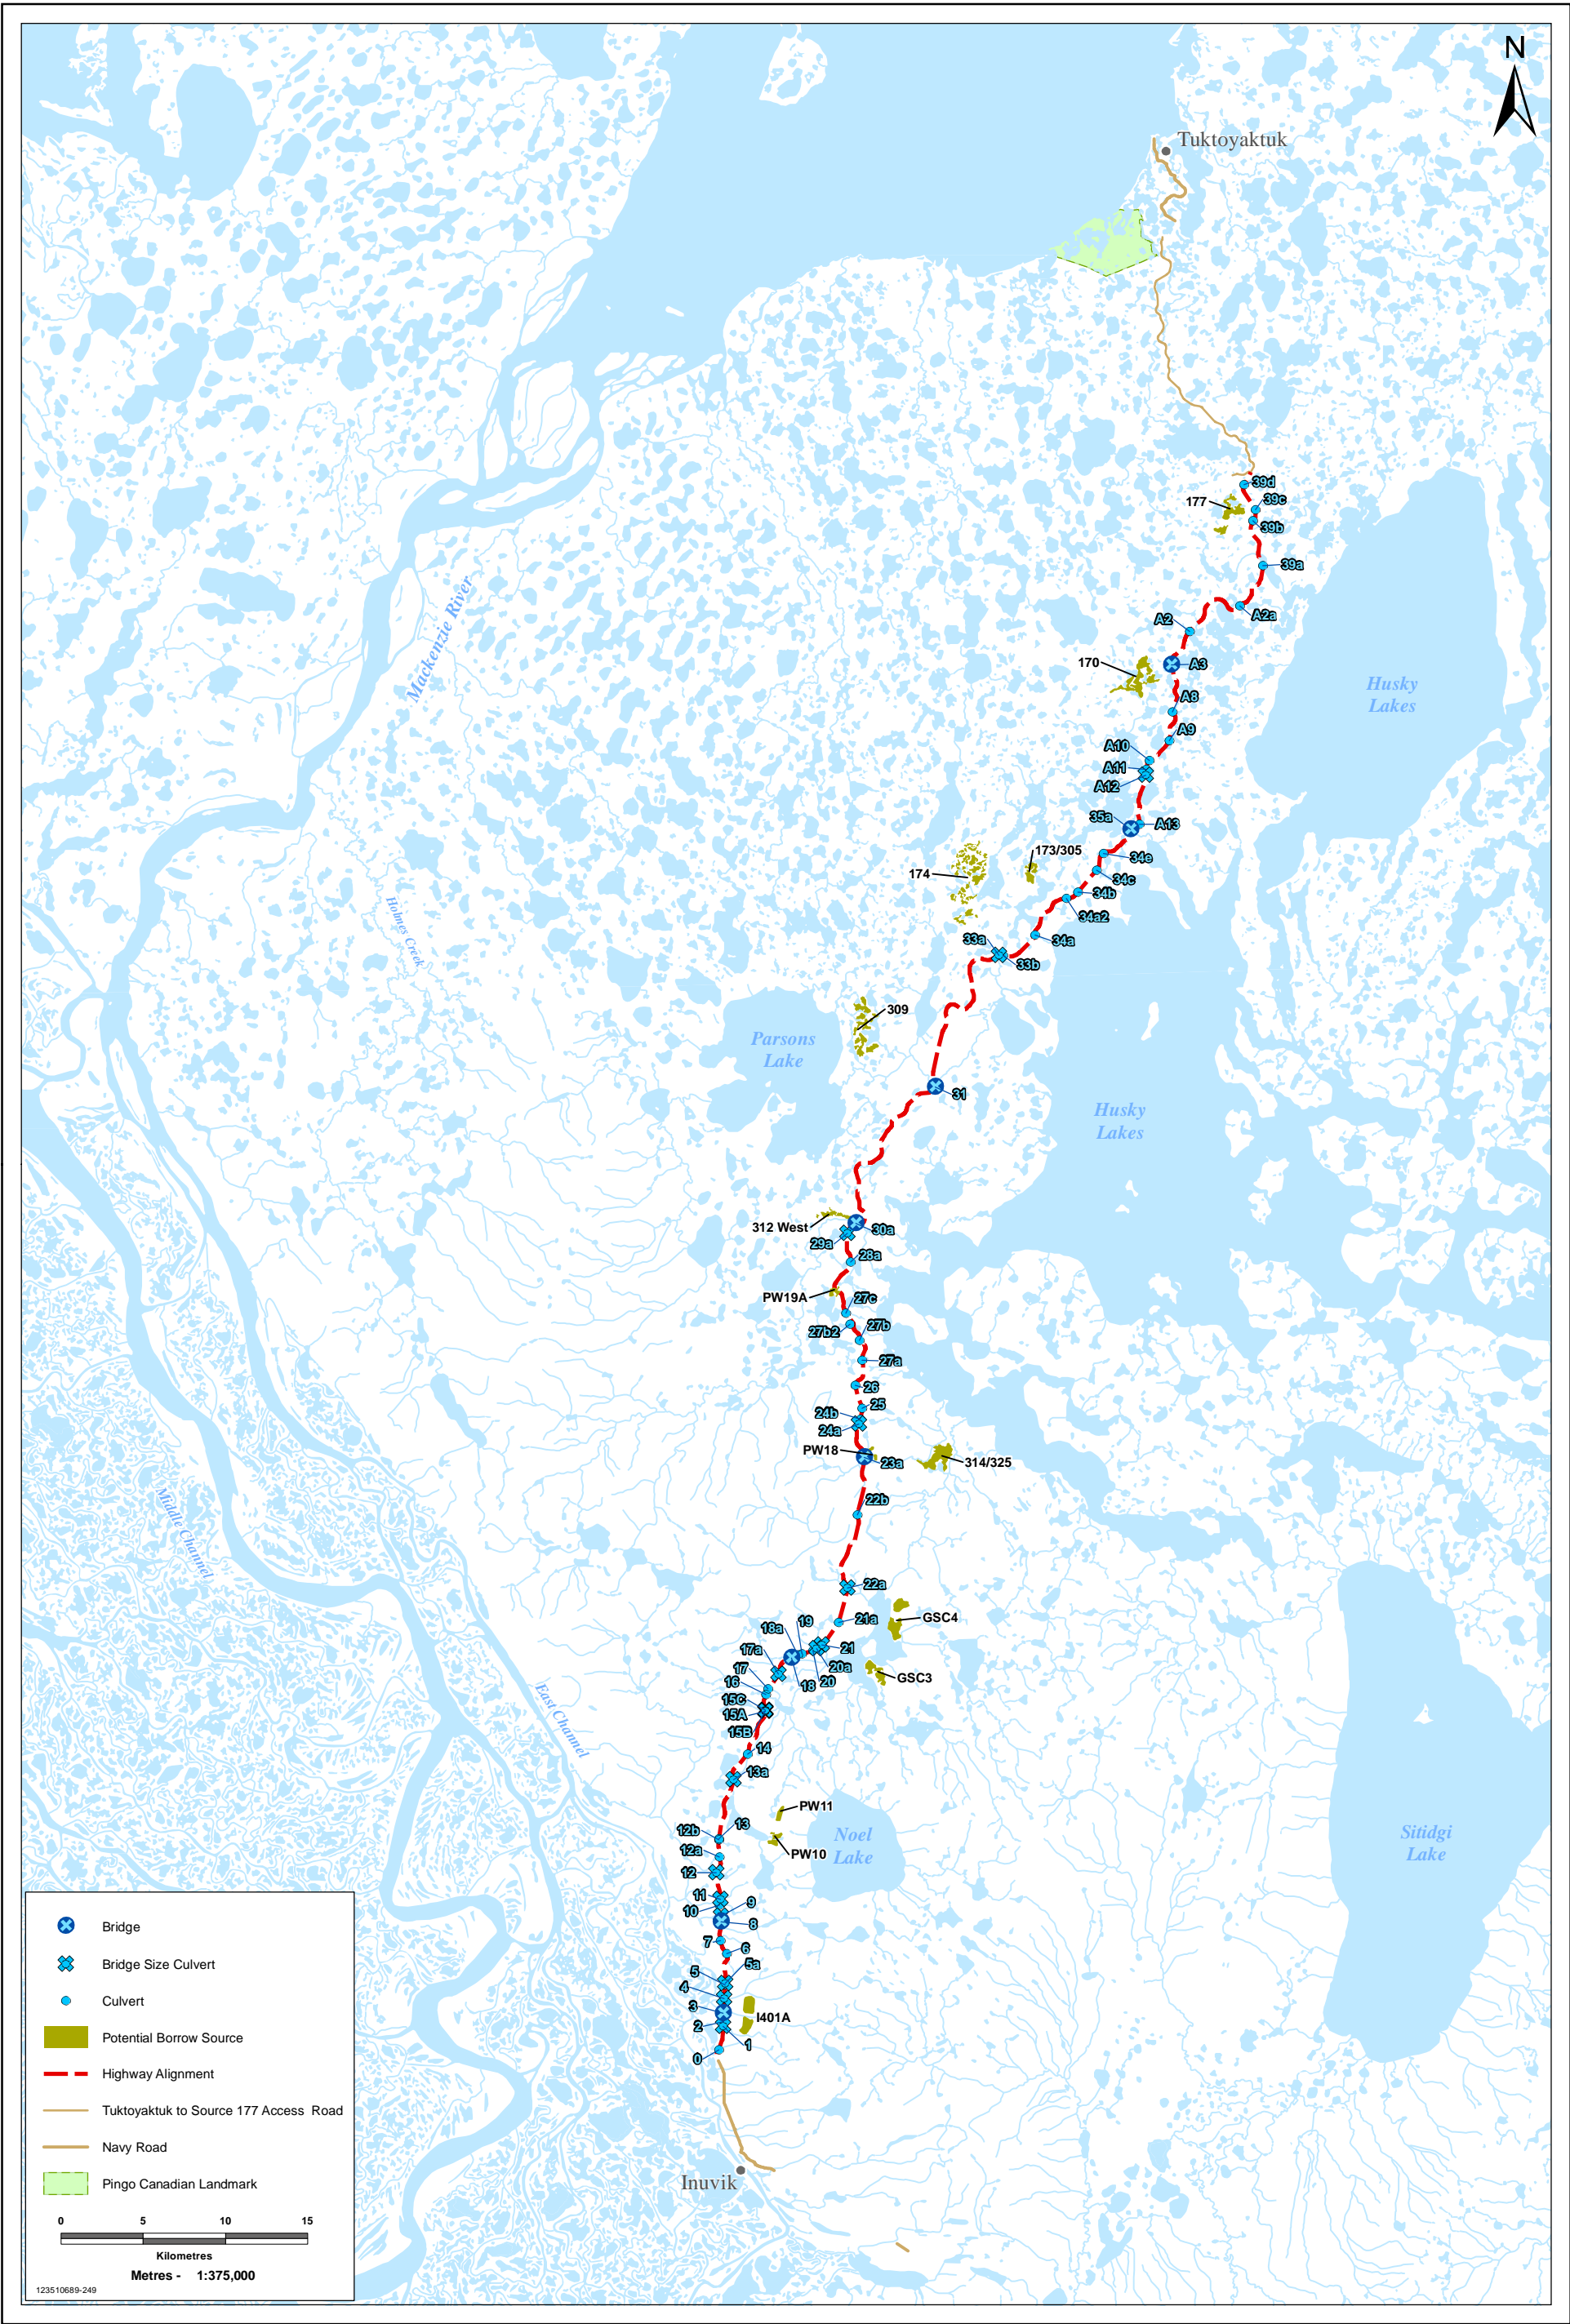 N
Tuktoyaktuk
39d
39c
177
39b
39a
A2a
A2
A3
170
Husky
Lakes
A8
A9
A10
A11
A12
35a
A13
34e
173/305
174
34c
34b
34a2
34a
33a
33b
Mackenzie River
Holmes Creek
309
Parsons
Lake
31
Husky
Lakes
312 West
30a
29a
28a
PW19A
27c
27b2
27b
27a
26
25
24b
24a
PW18
23a
314/325
22b
Middle Channel
22a
GSC4
21a
19
18a
21
17a
20a
17
18
20
GSC3
16
15C
15A
15B
East Channel
14
13a
PW11
13
12b
Noel
Lake
PW10
12a
12
Sitidgi
Lake
11
9
10
8
7
6
5a
5
4
3
I401A
2
1
0
Inuvik
Bridge
Bridge Size Culvert
Culvert
Potential Borrow Source
Highway Alignment
Tuktoyaktuk to Source 177 Access Road
Navy Road
Pingo Canadian Landmark
0 5 10 15
Kilometres
Metres - 1:375,000
123510689-249